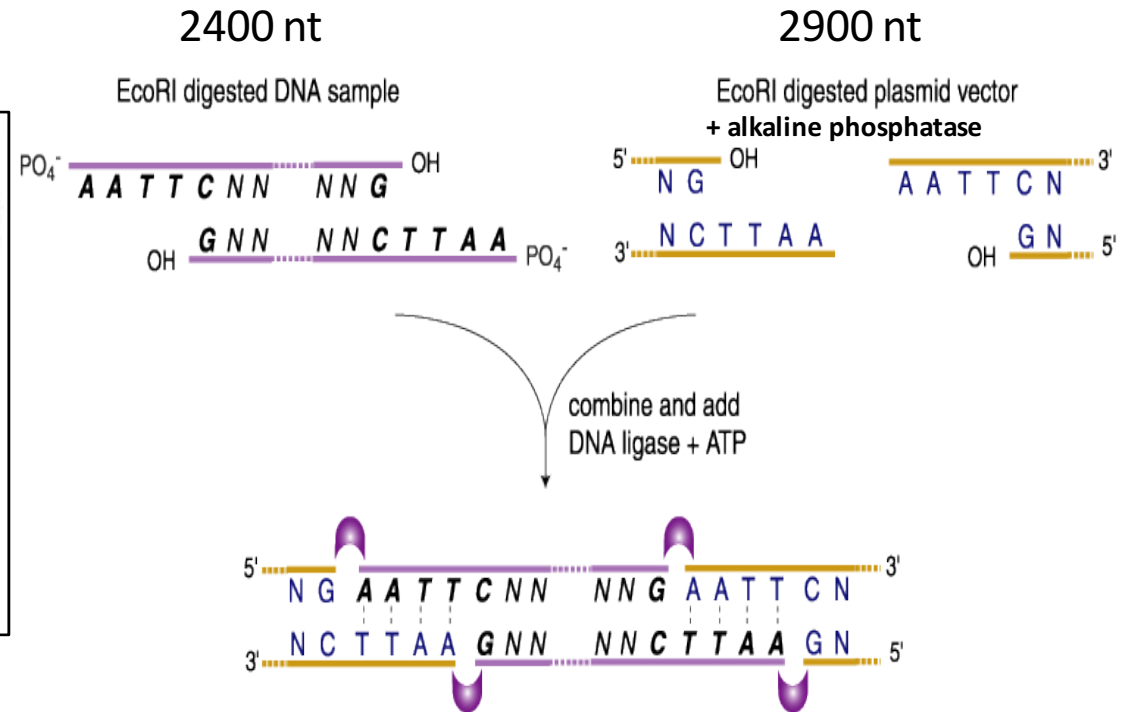 2400 nt
2900 nt
EcoRI digested DNA sample
EcoRI digested plasmid vector
+ alkaline phosphatase
PO4- OH
A A T T C N N N N G
G N N N N C T T A A
OH PO4-
5' OH 3'
N G A A T T C N
N C T T A A G N
3' OH 5'
combine and add
DNA ligase + ATP
5' 3'
N G A A T T C N N N N G A A T T C N
N C T T A A G N N N N C T T A A G N
3' 5'